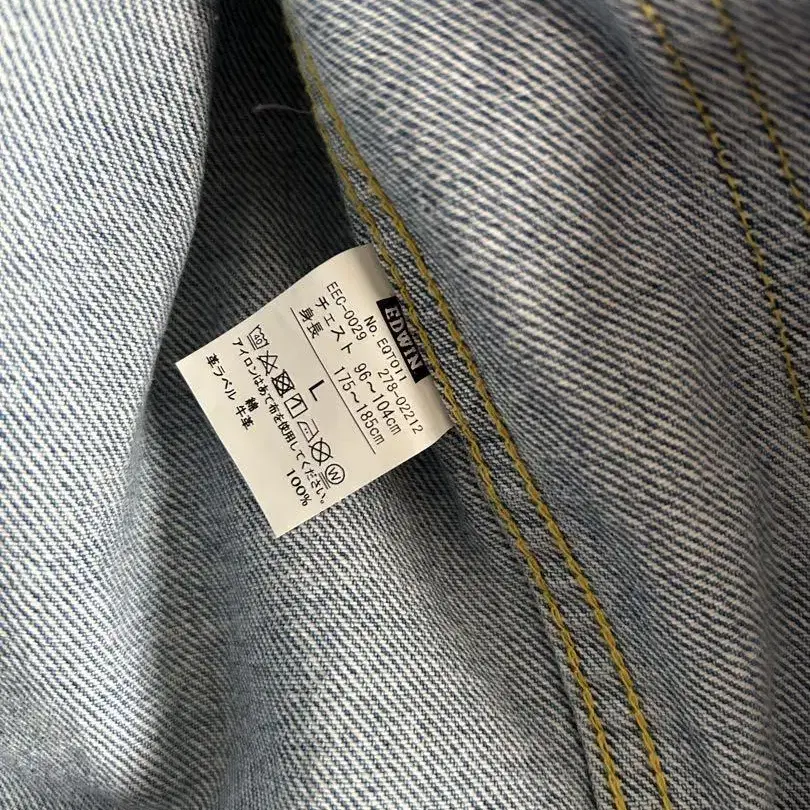 EDWIN
No. EQT011 278-02212
EEC-0029
チェスト 96~104cm
身長 175~185cm
L
W
アイロンはあて布を使用してください。
綿 100%
革ラベル 牛革